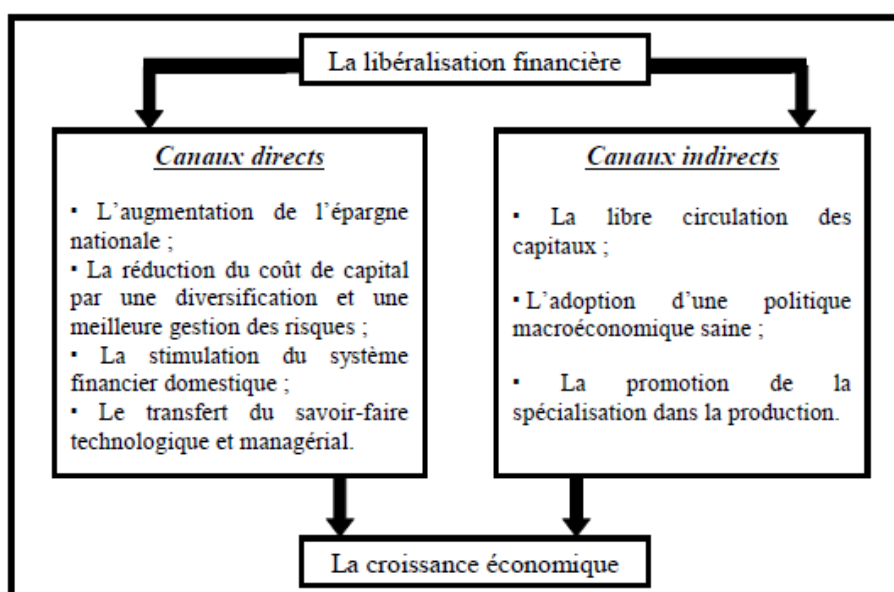 La libéralisation financière
Canaux directs
▪ L'augmentation de l'épargne
nationale ;
▪ La réduction du coût de capital
par une diversification et une
meilleure gestion des risques ;
▪ La stimulation du système
financier domestique ;
▪ Le transfert du savoir-faire
technologique et managérial.
Canaux indirects
▪ La libre circulation des
capitaux ;
▪L'adoption d'une politique
macroéconomique saine ;
▪ La promotion de la
spécialisation dans la production.
La croissance économique